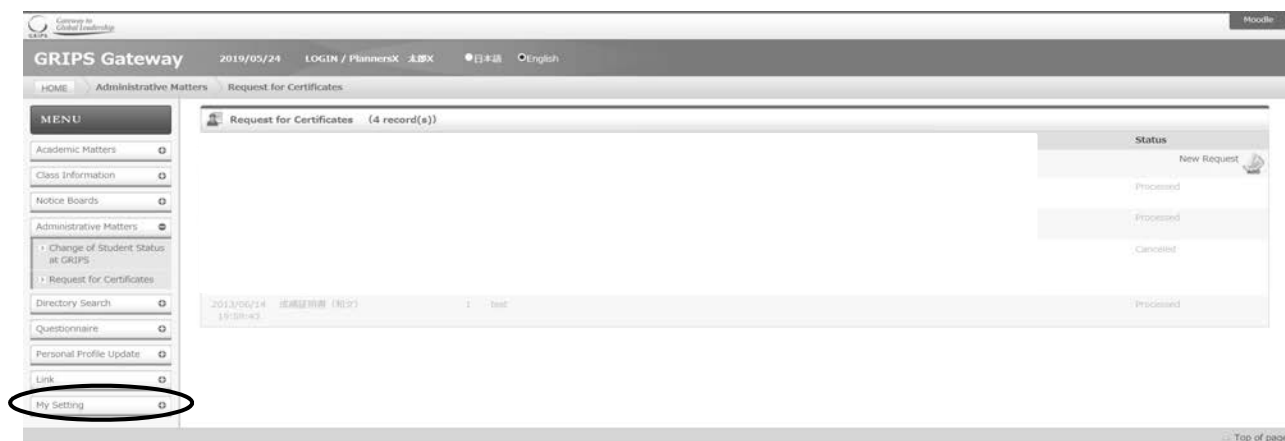 Gateway to
Global Leadership
GRIPS
Moodle
GRIPS Gateway 2019/05/24 LOGIN / PlannersX 太郎X 日本語 English
HOME Administrative Matters Request for Certificates
MENU
Request for Certificates (4 record(s))
Status
Academic Matters
New Request
Class Information
Processed
Notice Boards
Processed
Administrative Matters
Change of Student Status
at GRIPS
Canceled
Request for Certificates
Directory Search
2013/06/14 成績証明書（和文） 1 test Processed
Questionnaire
Personal Profile Update
Link
My Setting
Top of page